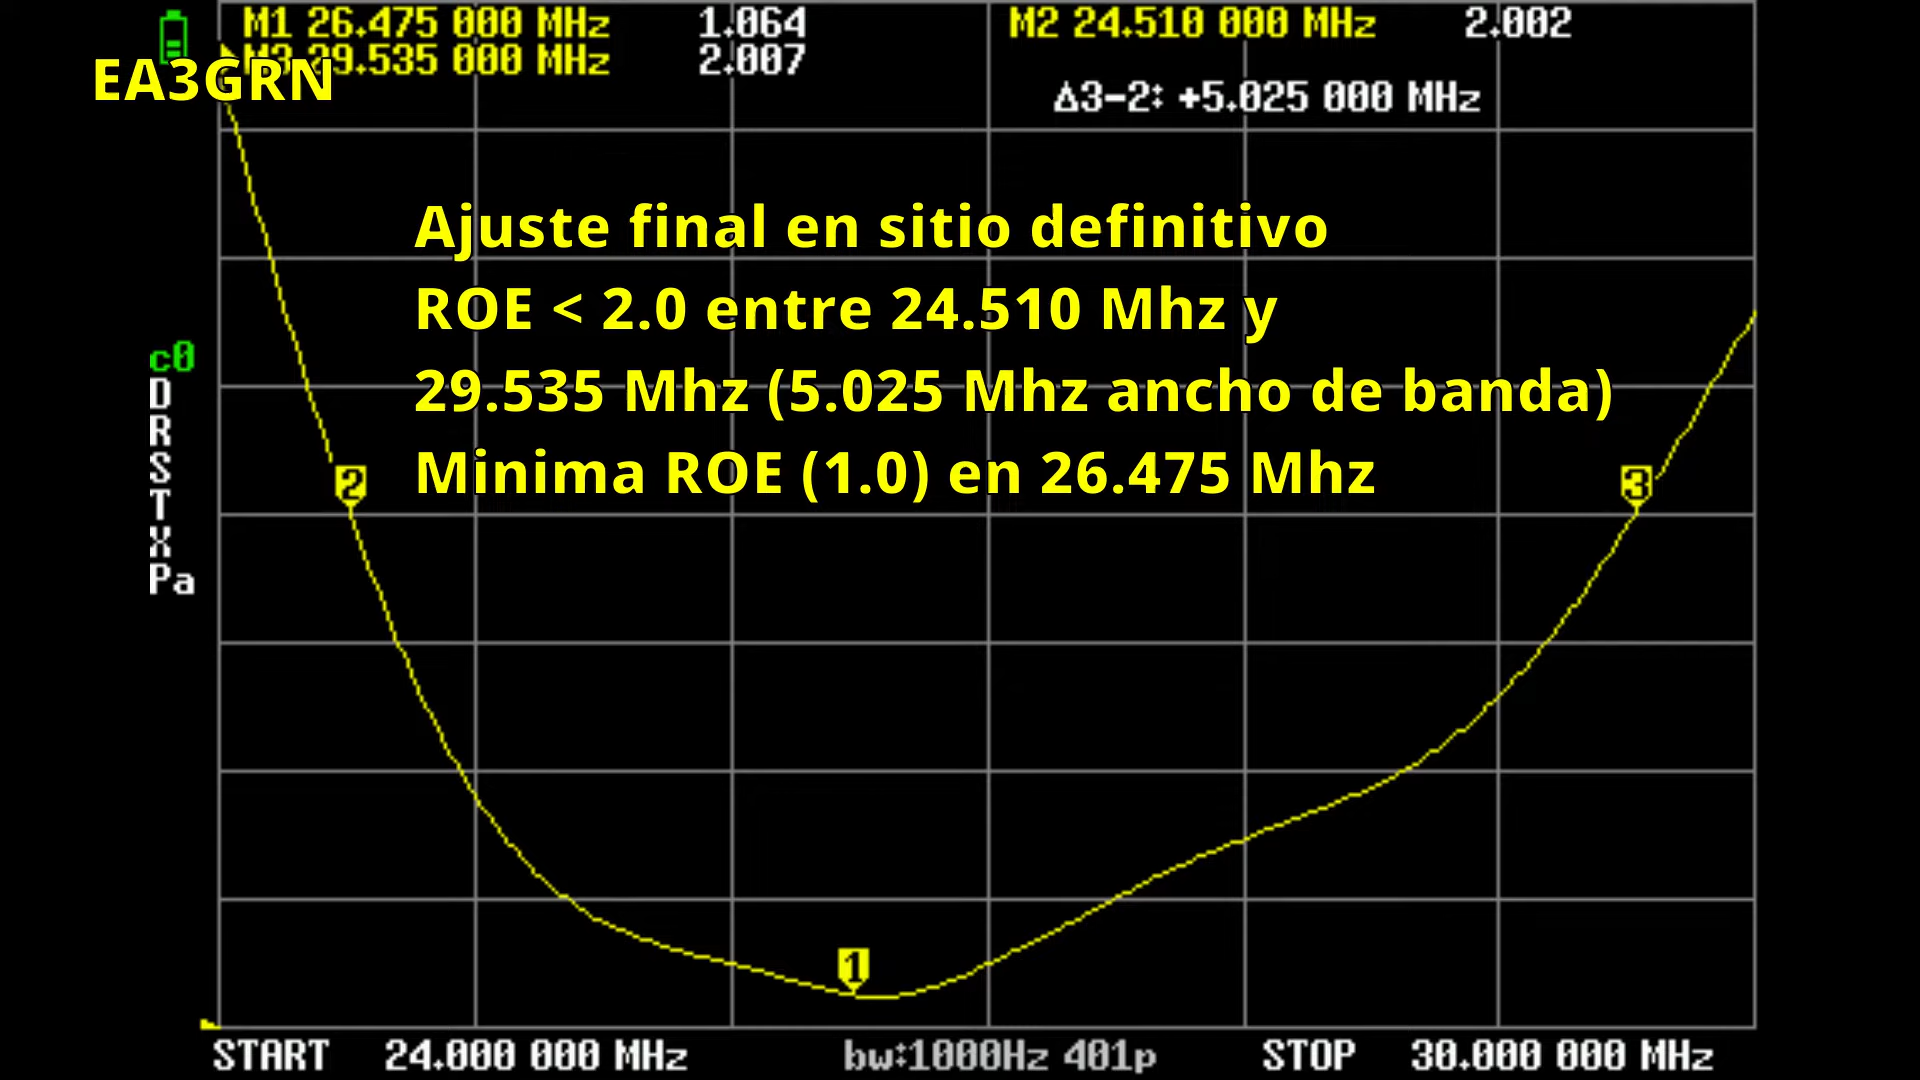 M1 26.475 000 MHz 1.064 M2 24.510 000 MHz 2.002
M3 29.535 000 MHz 2.007
EA3GRN
Δ3-2: +5.025 000 MHz
Ajuste final en sitio definitivo
ROE < 2.0 entre 24.510 Mhz y
29.535 Mhz (5.025 Mhz ancho de banda)
Minima ROE (1.0) en 26.475 Mhz
c0
D
R
S
T
X
Pa
2
3
1
START 24.000 000 MHz bw:1000Hz 401p STOP 30.000 000 MHz